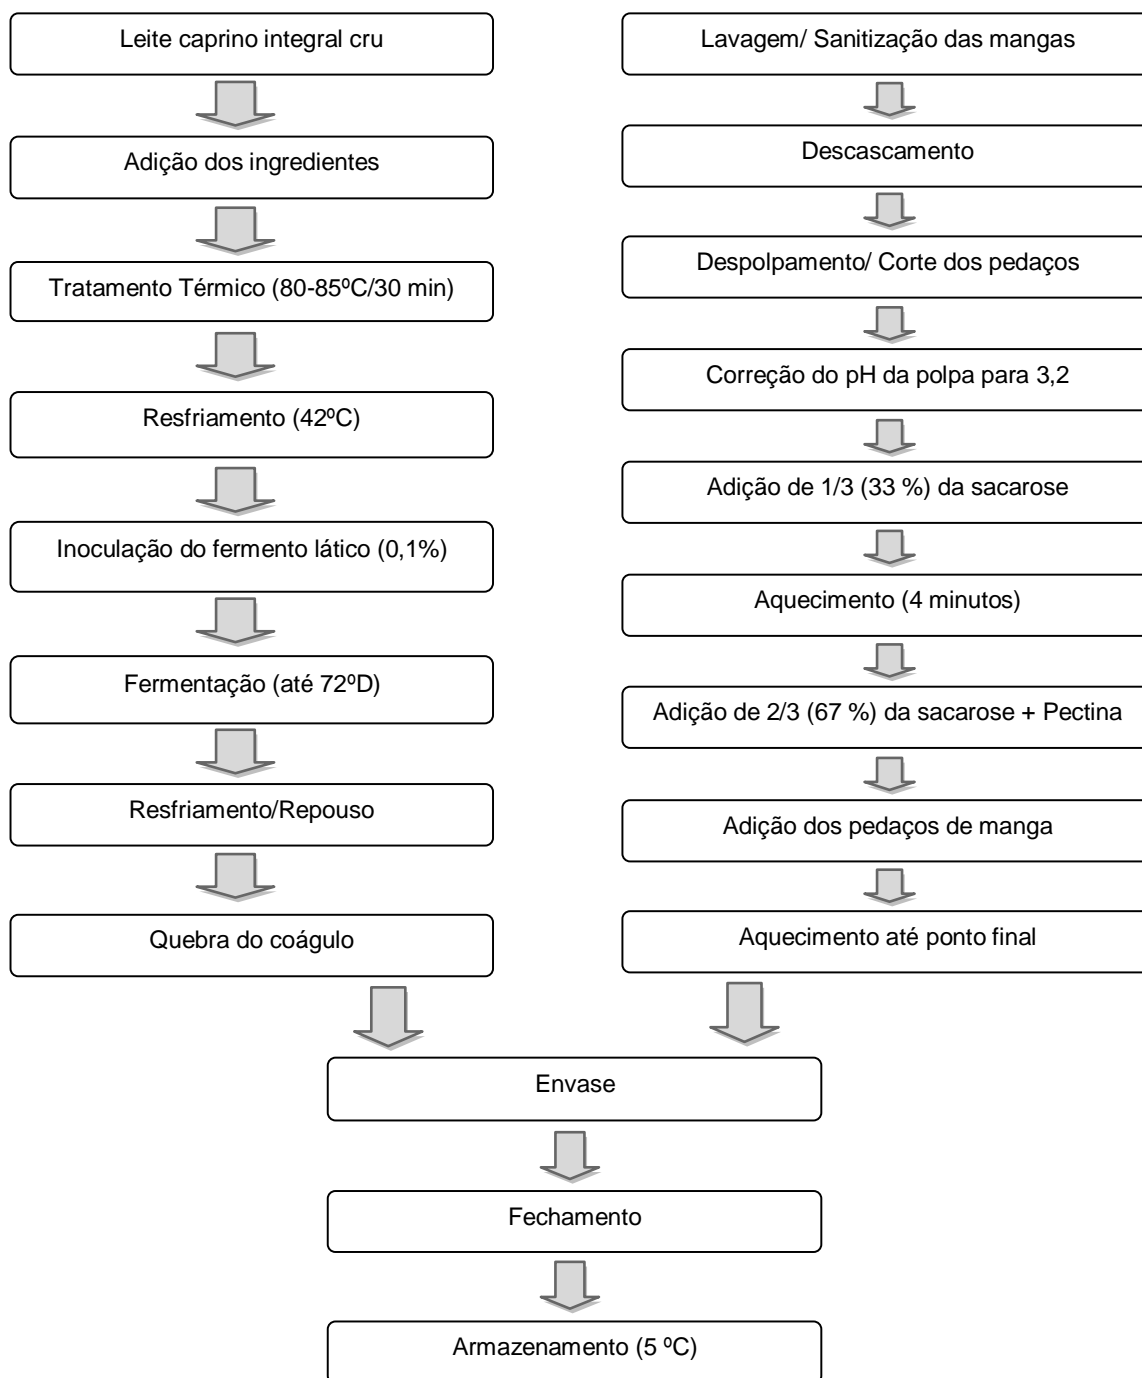 Leite caprino integral cru
Adição dos ingredientes
Tratamento Térmico (80-85ºC/30 min)
Resfriamento (42ºC)
Inoculação do fermento lático (0,1%)
Fermentação (até 72ºD)
Resfriamento/Repouso
Quebra do coágulo
Lavagem/ Sanitização das mangas
Descascamento
Despolpamento/ Corte dos pedaços
Correção do pH da polpa para 3,2
Adição de 1/3 (33 %) da sacarose
Aquecimento (4 minutos)
Adição de 2/3 (67 %) da sacarose + Pectina
Adição dos pedaços de manga
Aquecimento até ponto final
Envase
Fechamento
Armazenamento (5 ºC)